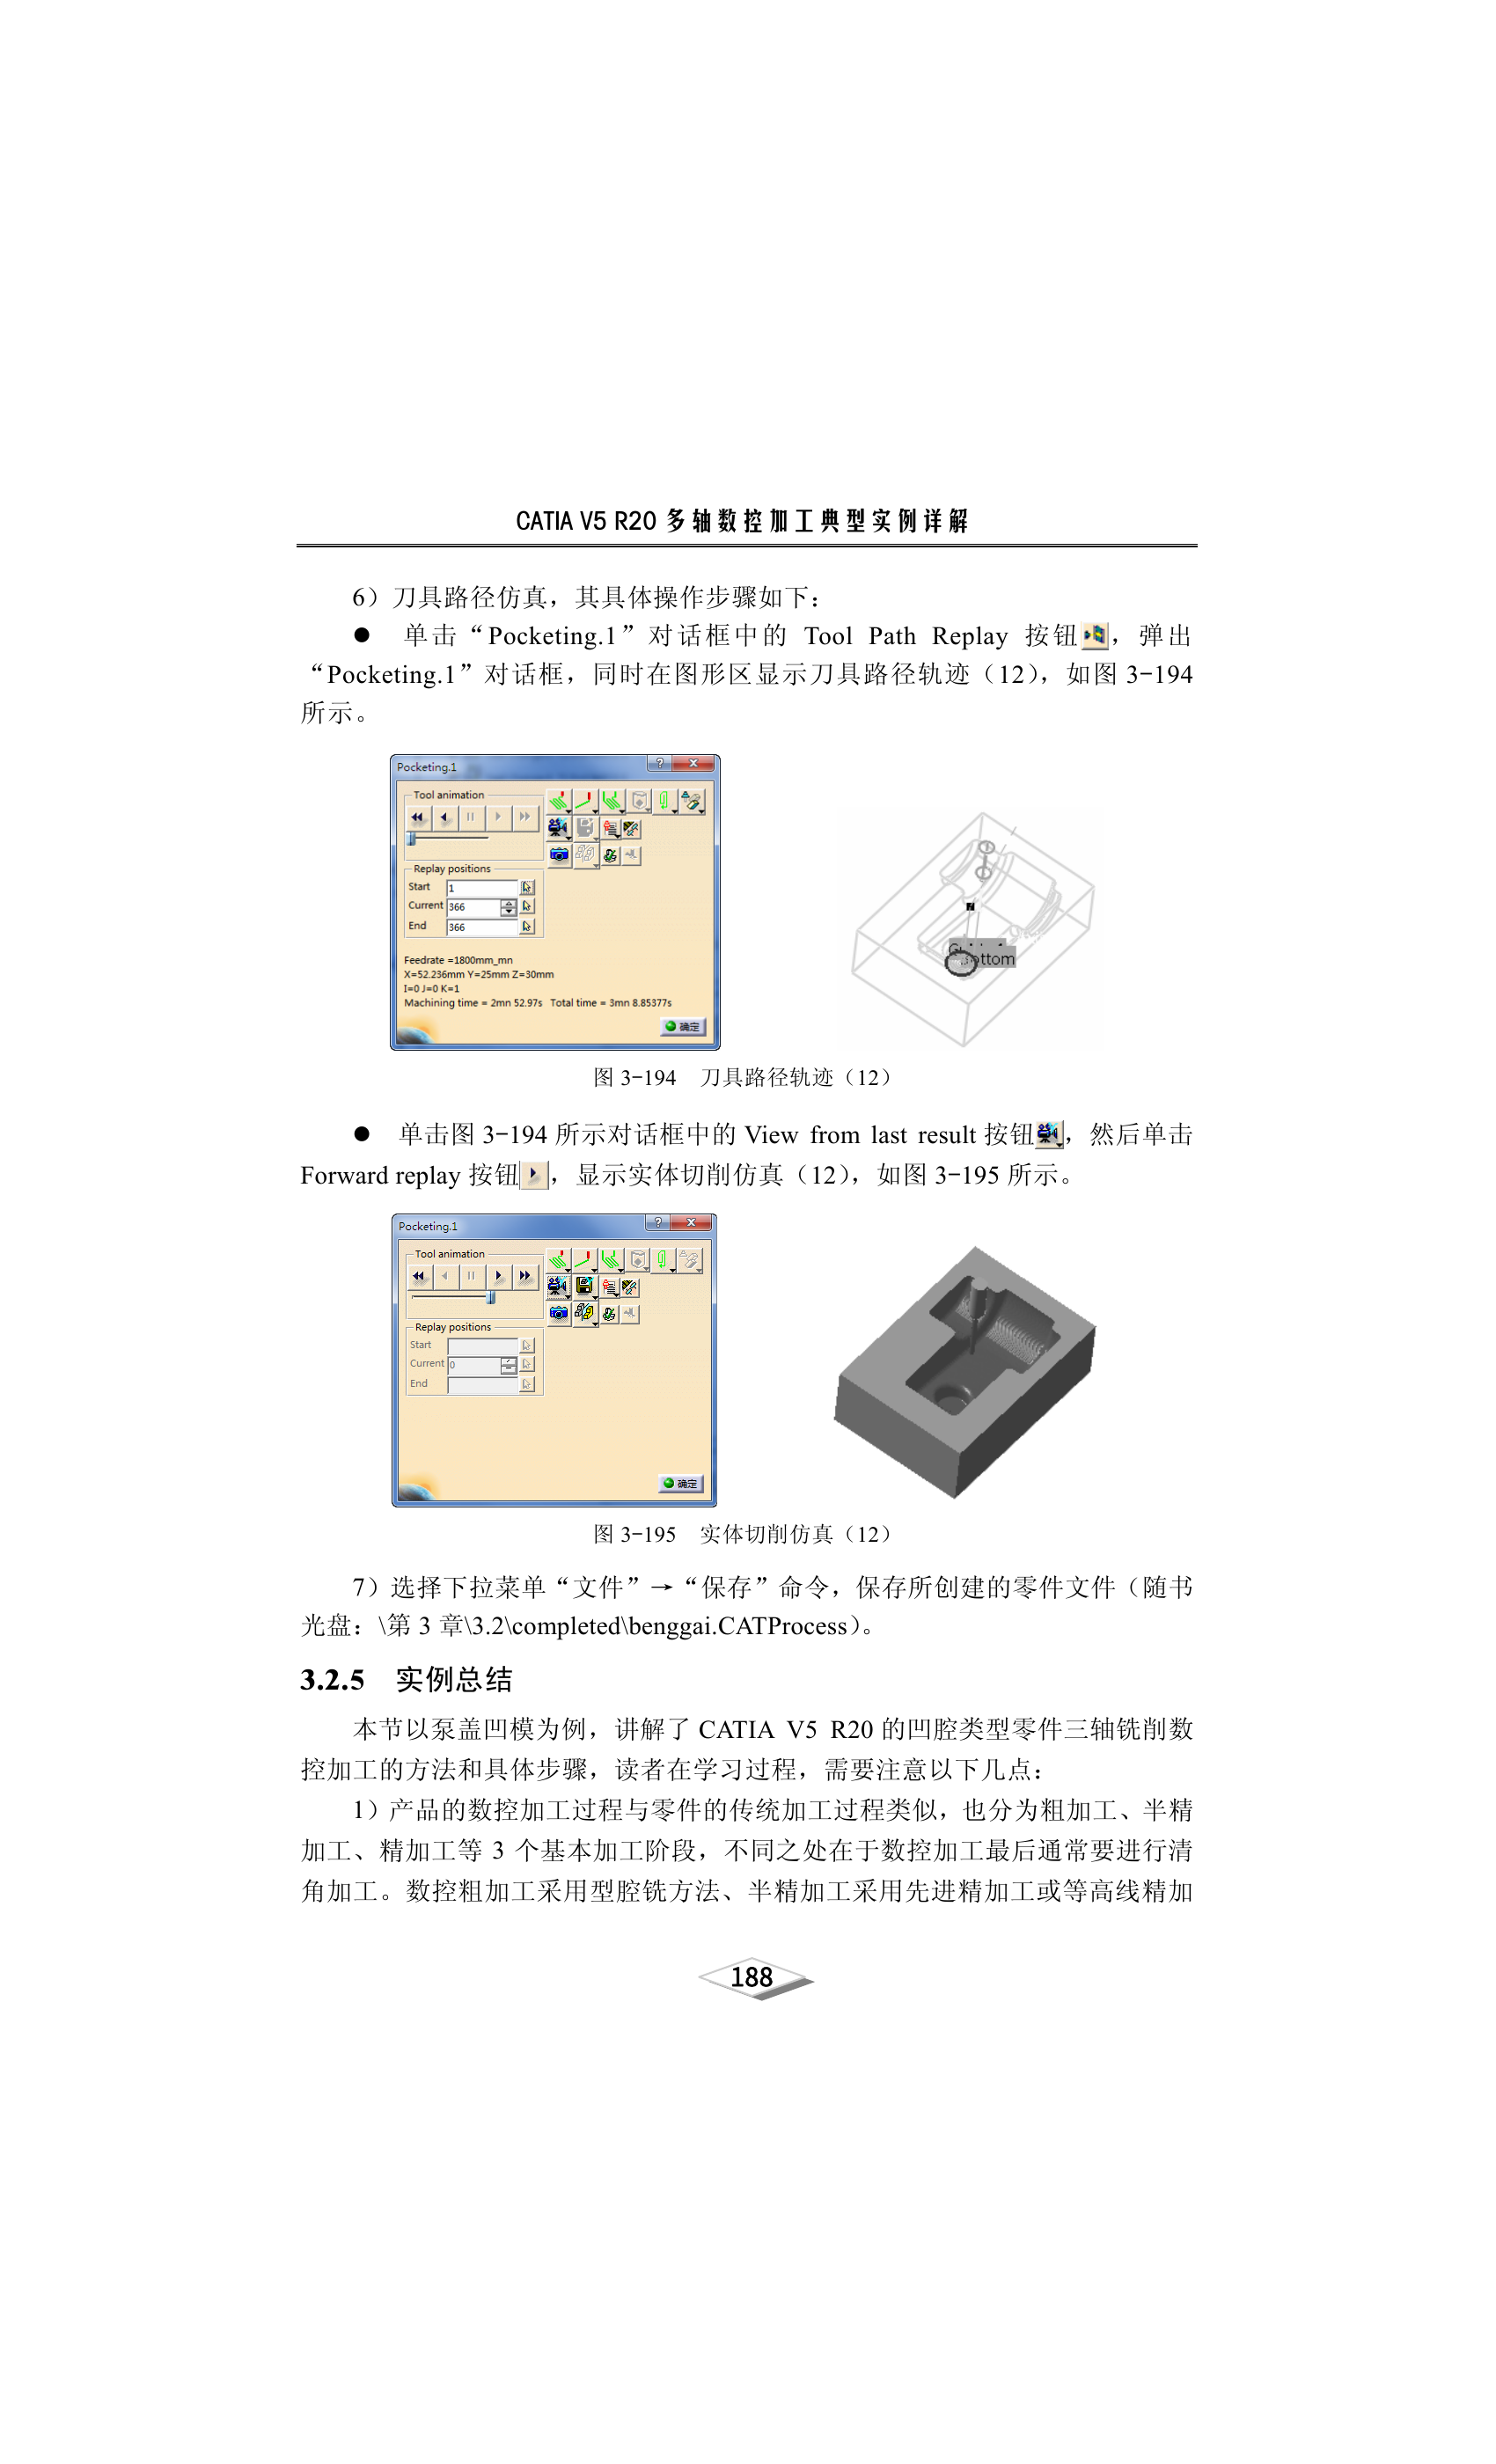 CATIA V5 R20 多轴数控加工典型实例详解
6）刀具路径仿真，其具体操作步骤如下：
● 单击“Pocketing.1”对话框中的 Tool Path Replay 按钮，弹出
“Pocketing.1”对话框，同时在图形区显示刀具路径轨迹（12），如图 3-194
所示。
Pocketing.1
Tool animation
Replay positions
Start 1
Current 366
End 366
Feedrate =1800mm_mn
X=52.236mm Y=25mm Z=30mm
I=0 J=0 K=1
Machining time = 2mn 52.97s Total time = 3mn 8.85377s
确定
ttom
图 3-194 刀具路径轨迹（12）
● 单击图 3-194 所示对话框中的 View from last result 按钮，然后单击
Forward replay 按钮，显示实体切削仿真（12），如图 3-195 所示。
Pocketing.1
Tool animation
Replay positions
Start
Current 0
End
确定
图 3-195 实体切削仿真（12）
7）选择下拉菜单“文件”→“保存”命令，保存所创建的零件文件（随书
光盘：\第 3 章\3.2\completed\benggai.CATProcess）。
3.2.5 实例总结
本节以泵盖凹模为例，讲解了 CATIA V5 R20 的凹腔类型零件三轴铣削数
控加工的方法和具体步骤，读者在学习过程，需要注意以下几点：
1）产品的数控加工过程与零件的传统加工过程类似，也分为粗加工、半精
加工、精加工等 3 个基本加工阶段，不同之处在于数控加工最后通常要进行清
角加工。数控粗加工采用型腔铣方法、半精加工采用先进精加工或等高线精加
188